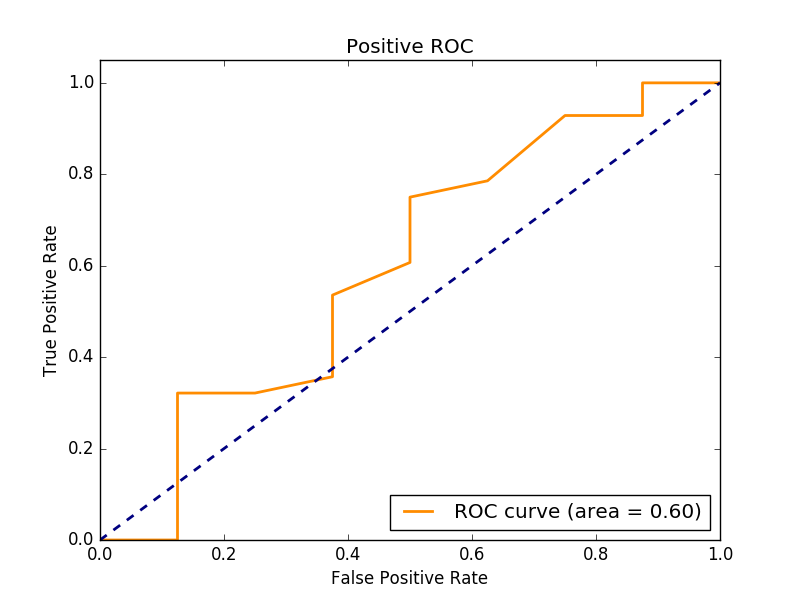 Positive ROC
1.0
0.8
0.6
0.4
0.2
0.0
True Positive Rate
ROC curve (area = 0.60)
0.0 0.2 0.4 0.6 0.8 1.0
False Positive Rate